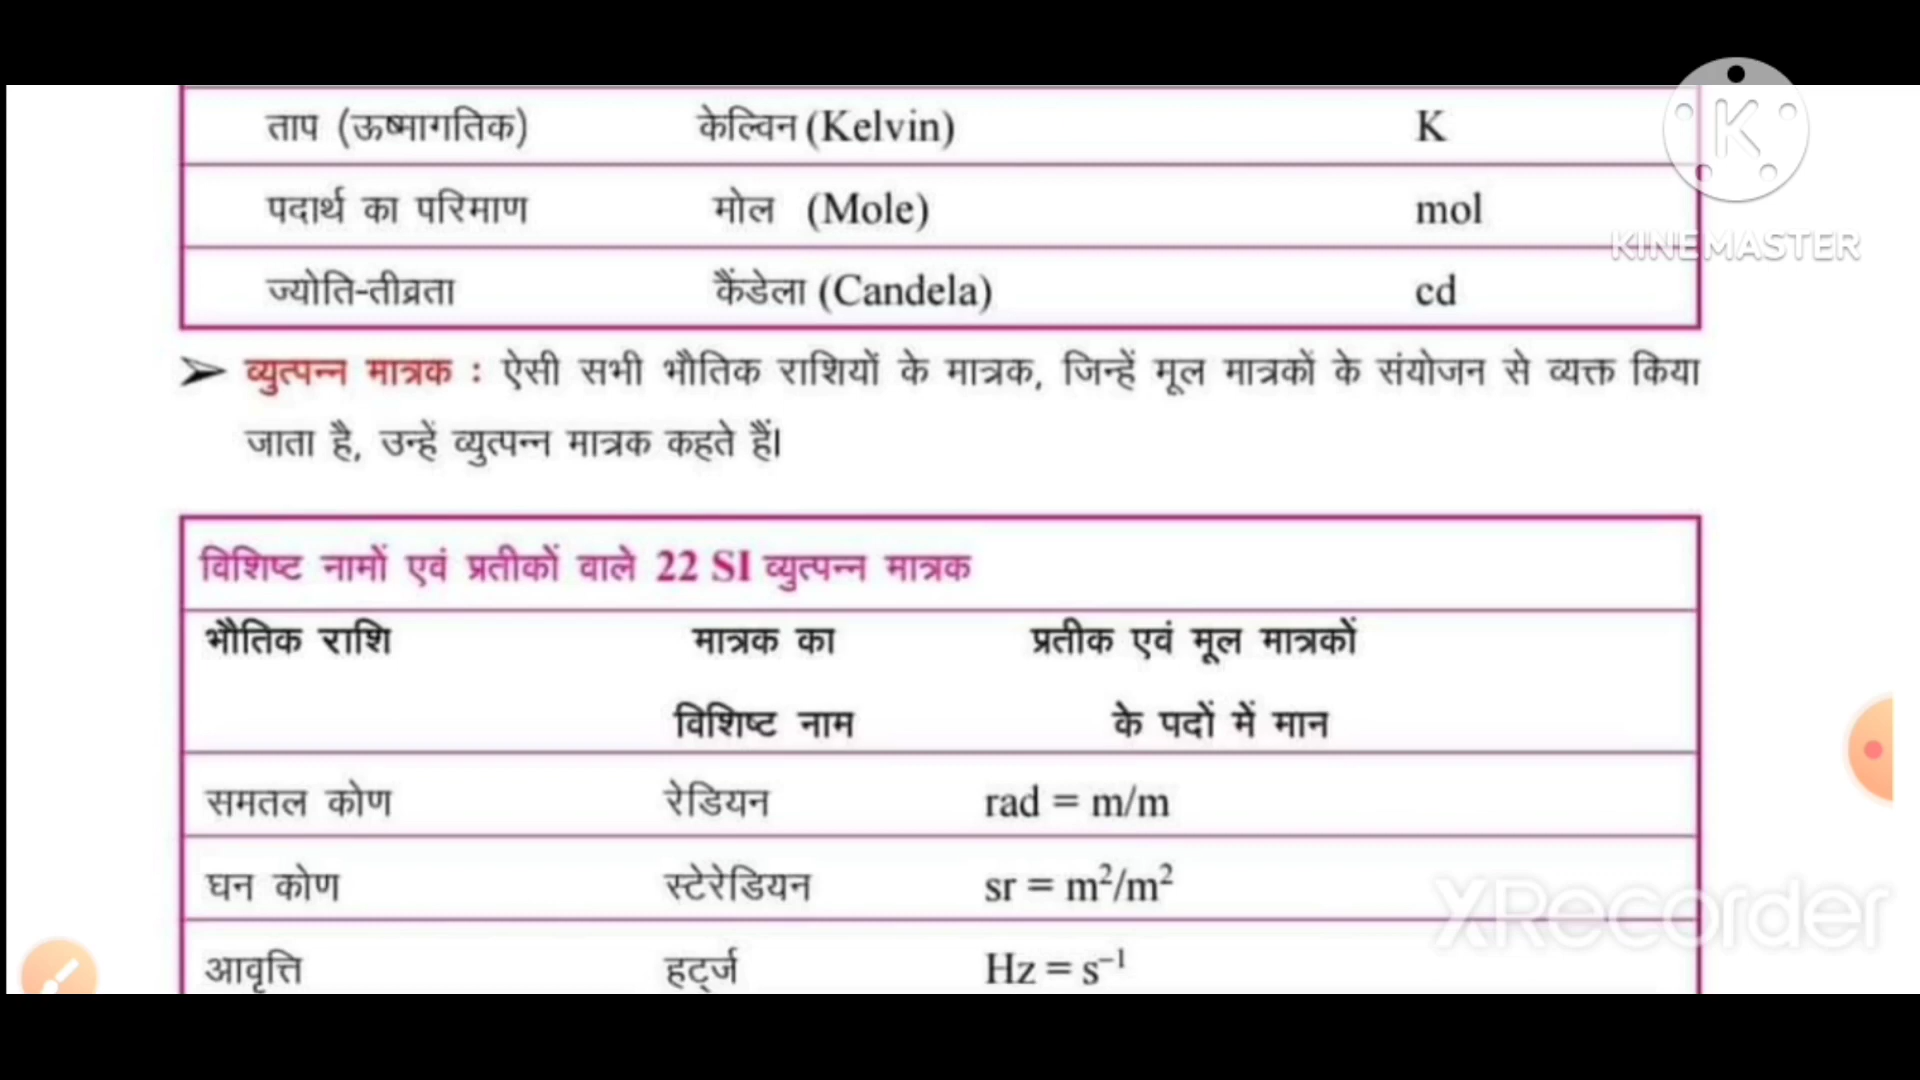 ताप (ऊष्मागतिक) केल्विन (Kelvin) K
पदार्थ का परिमाण मोल (Mole) mol
ज्योति-तीव्रता कैंडेला (Candela) cd
K
KINEMASTER
➢ व्युत्पन्न मात्रक : ऐसी सभी भौतिक राशियों के मात्रक, जिन्हें मूल मात्रकों के संयोजन से व्यक्त किया
जाता है, उन्हें व्युत्पन्न मात्रक कहते हैं।
विशिष्ट नामों एवं प्रतीकों वाले 22 SI व्युत्पन्न मात्रक
भौतिक राशि मात्रक का प्रतीक एवं मूल मात्रकों
विशिष्ट नाम के पदों में मान
समतल कोण रेडियन rad = m/m
घन कोण स्टेरेडियन sr = m²/m²
XRecorder
आवृत्ति हर्ट्ज Hz = s⁻¹